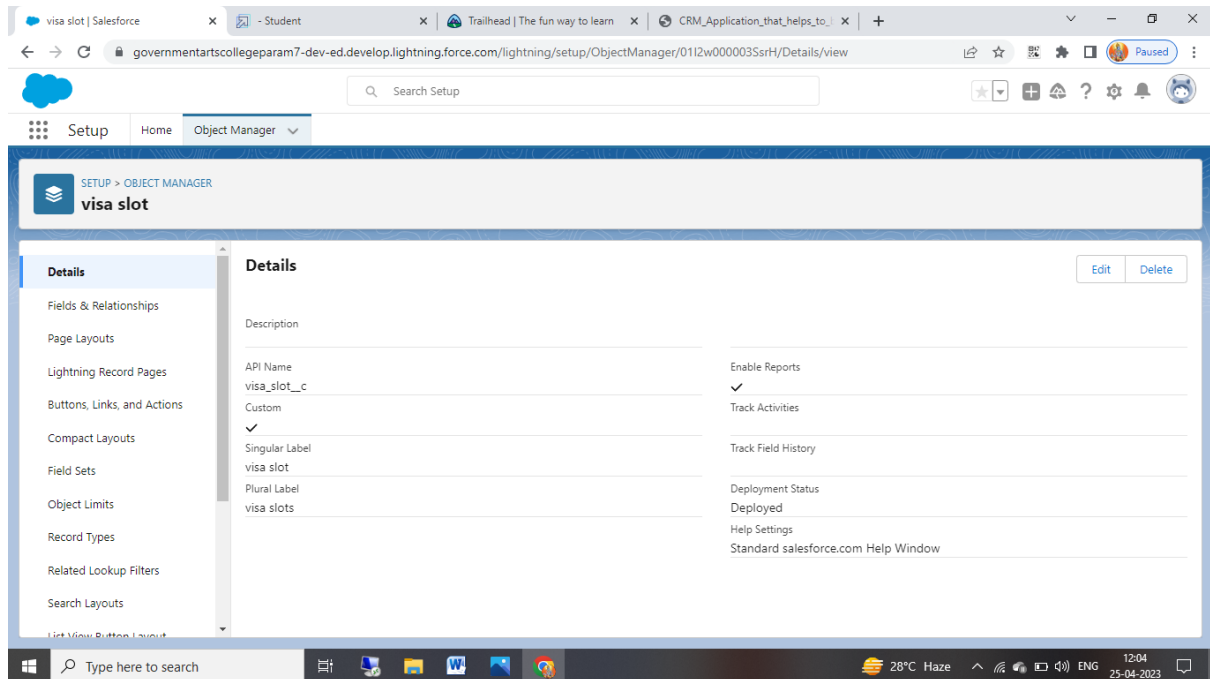 visa slot | Salesforce
- Student
Trailhead | The fun way to learn
CRM_Application_that_helps_to_
governmentartscollegeparam7-dev-ed.develop.lightning.force.com/lightning/setup/ObjectManager/01I2w000003SsrH/Details/view
Paused
Search Setup
Setup
Home
Object Manager
SETUP > OBJECT MANAGER
visa slot
Details
Fields & Relationships
Page Layouts
Lightning Record Pages
Buttons, Links, and Actions
Compact Layouts
Field Sets
Object Limits
Record Types
Related Lookup Filters
Search Layouts
List View Button Layout
Details
Edit
Delete
Description
API Name
visa_slot__c
Custom
Singular Label
visa slot
Plural Label
visa slots
Enable Reports
Track Activities
Track Field History
Deployment Status
Deployed
Help Settings
Standard salesforce.com Help Window
Type here to search
28°C Haze
ENG
12:04
25-04-2023